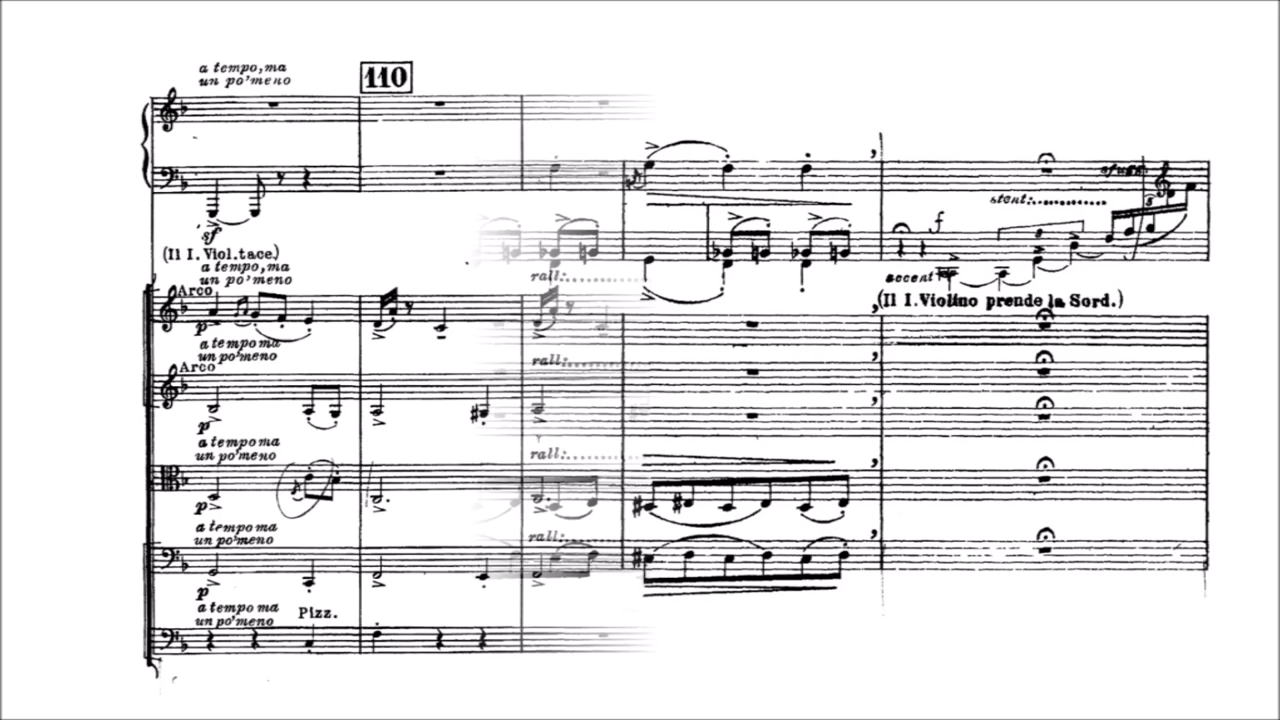 a tempo, ma
un po'meno
110
sf
(Il I. Viol. tace.)
a tempo, ma
un po'meno
Arco
p
rall:
a tempo ma
un po'meno
Arco
p
rall:
a tempo ma
un po'meno
p
rall:
a tempo ma
un po'meno
p
rall:
a tempo ma
un po'meno
Pizz.
stent:
f
accent
5
(Il I. Violino prende la Sord.)